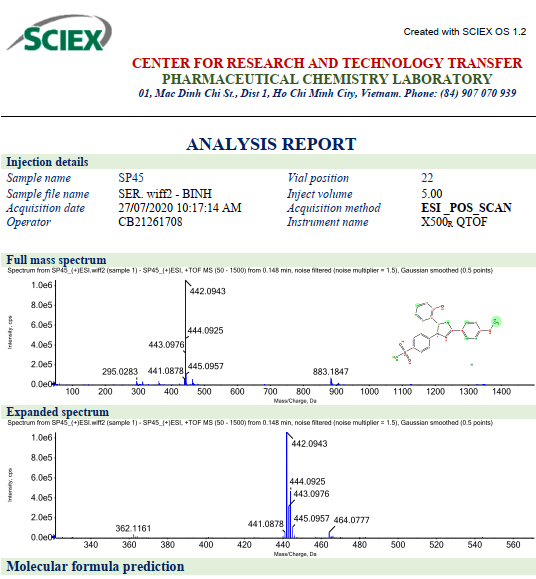 SCIEX
Created with SCIEX OS 1.2
CENTER FOR RESEARCH AND TECHNOLOGY TRANSFER
PHARMACEUTICAL CHEMISTRY LABORATORY
01, Mac Dinh Chi St., Dist 1, Ho Chi Minh City, Vietnam. Phone: (84) 907 070 939
ANALYSIS REPORT
Injection details
Sample name SP45 Vial position 22
Sample file name SER. wiff2 - BINH Inject volume 5.00
Acquisition date 27/07/2020 10:17:14 AM Acquisition method ESI_POS_SCAN
Operator CB21261708 Instrument name X500R QTOF
Full mass spectrum
Spectrum from SP45_(+)ESI.wiff2 (sample 1) - SP45_(+)ESI, +TOF MS (50 - 1500) from 0.148 min, noise filtered (noise multiplier = 1.5), Gaussian smoothed (0.5 points)
Intensity, cps
1.0e6
8.0e5
6.0e5
4.0e5
2.0e5
0.0e0
442.0943
444.0925
443.0976
445.0957
441.0878
295.0283
883.1847
100 200 300 400 500 600 700 800 900 1000 1100 1200 1300 1400
Mass/Charge, Da
Expanded spectrum
Spectrum from SP45_(+)ESI.wiff2 (sample 1) - SP45_(+)ESI, +TOF MS (50 - 1500) from 0.148 min, noise filtered (noise multiplier = 1.5), Gaussian smoothed (0.5 points)
Intensity, cps
1.0e6
8.0e5
6.0e5
4.0e5
2.0e5
0.0e0
442.0943
444.0925
443.0976
445.0957
464.0777
441.0878
362.1161
340 360 380 400 420 440 460 480 500 520 540 560
Mass/Charge, Da
Molecular formula prediction